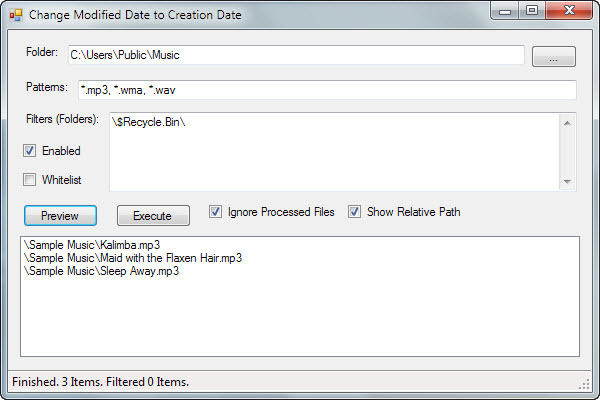 Change Modified Date to Creation Date
Folder: C:\Users\Public\Music ...
Patterns: *.mp3, *.wma, *.wav
Filters (Folders): \$Recycle.Bin\
Enabled
Whitelist
Preview Execute Ignore Processed Files Show Relative Path
\Sample Music\Kalimba.mp3
\Sample Music\Maid with the Flaxen Hair.mp3
\Sample Music\Sleep Away.mp3
Finished. 3 Items. Filtered 0 Items.